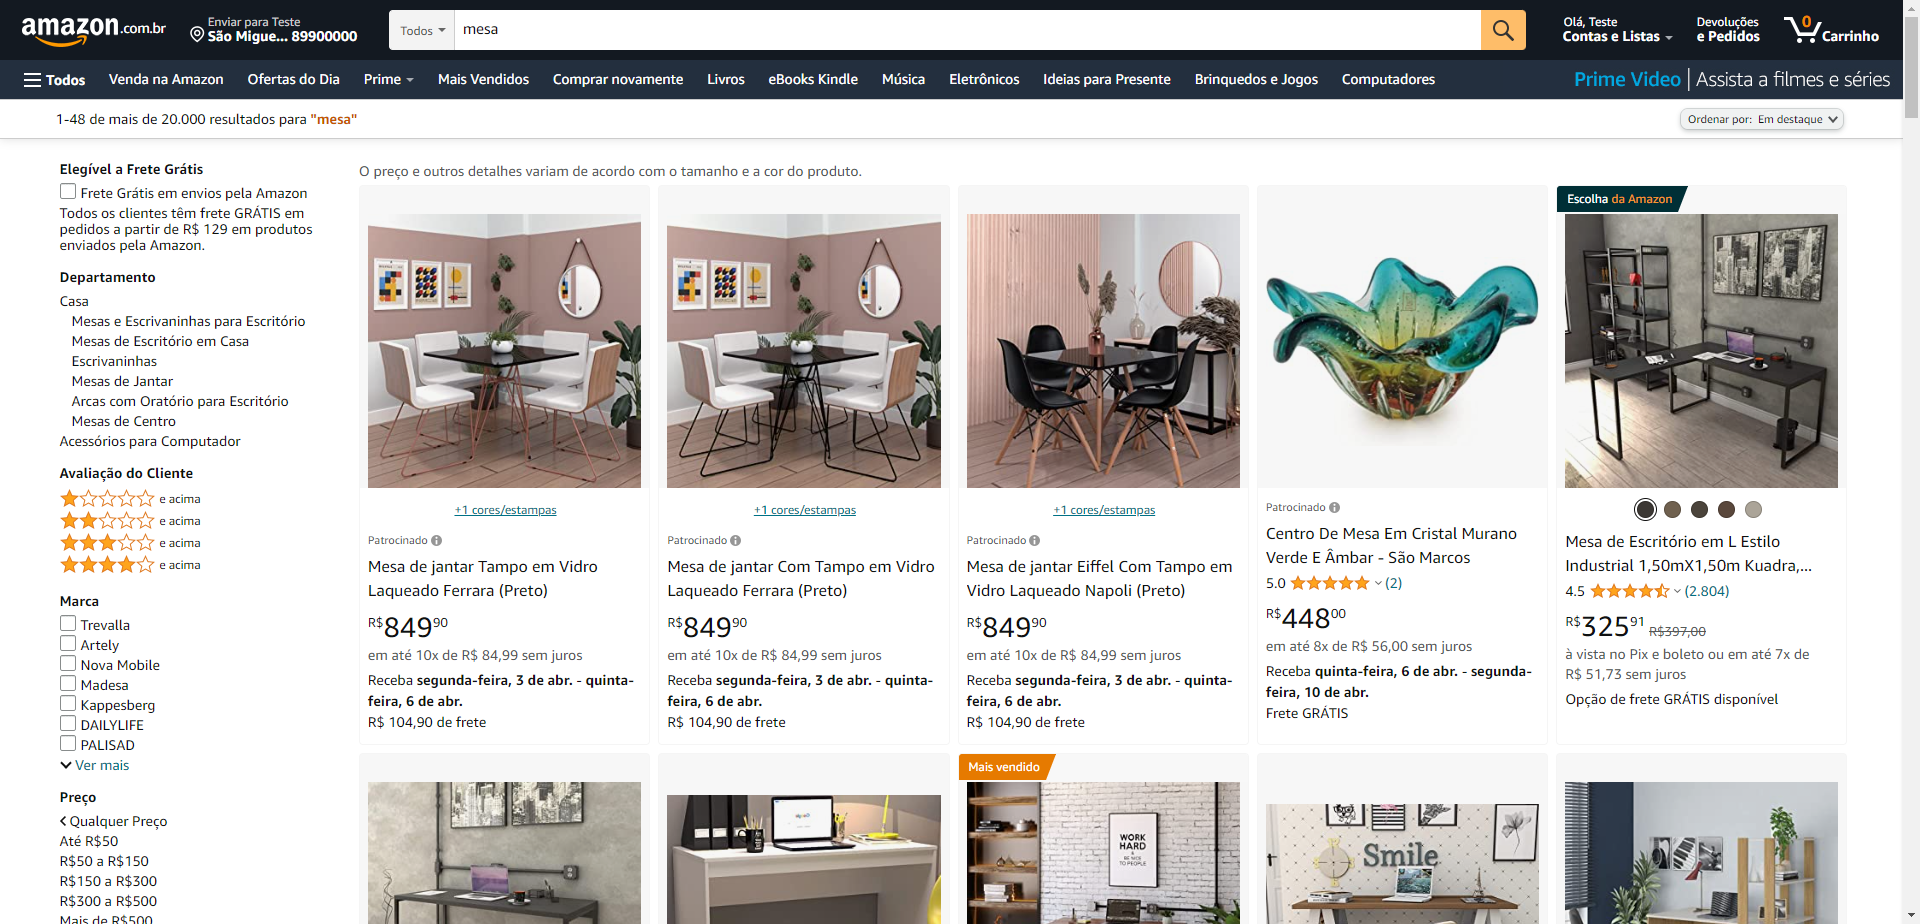 amazon.com.br
Enviar para Teste
São Migue... 89900000
Todos
mesa
Olá, Teste
Contas e Listas
Devoluções
e Pedidos
0
Carrinho
Todos
Venda na Amazon
Ofertas do Dia
Prime
Mais Vendidos
Comprar novamente
Livros
eBooks Kindle
Música
Eletrônicos
Ideias para Presente
Brinquedos e Jogos
Computadores
Prime Video | Assista a filmes e séries
1-48 de mais de 20.000 resultados para "mesa"
Ordenar por: Em destaque
Elegível a Frete Grátis
Frete Grátis em envios pela Amazon
Todos os clientes têm frete GRÁTIS em
pedidos a partir de R$ 129 em produtos
enviados pela Amazon.
Departamento
Casa
Mesas e Escrivaninhas para Escritório
Mesas de Escritório em Casa
Escrivaninhas
Mesas de Jantar
Arcas com Oratório para Escritório
Mesas de Centro
Acessórios para Computador
Avaliação do Cliente
e acima
e acima
e acima
e acima
Marca
Trevalla
Artely
Nova Mobile
Madesa
Kappesberg
DAILYLIFE
PALISAD
Ver mais
Preço
Qualquer Preço
Até R$50
R$50 a R$150
R$150 a R$300
R$300 a R$500
Mais de R$500
O preço e outros detalhes variam de acordo com o tamanho e a cor do produto.
+1 cores/estampas
Patrocinado
Mesa de jantar Tampo em Vidro
Laqueado Ferrara (Preto)
R$84990
em até 10x de R$ 84,99 sem juros
Receba segunda-feira, 3 de abr. - quinta-
feira, 6 de abr.
R$ 104,90 de frete
+1 cores/estampas
Patrocinado
Mesa de jantar Com Tampo em Vidro
Laqueado Ferrara (Preto)
R$84990
em até 10x de R$ 84,99 sem juros
Receba segunda-feira, 3 de abr. - quinta-
feira, 6 de abr.
R$ 104,90 de frete
+1 cores/estampas
Patrocinado
Mesa de jantar Eiffel Com Tampo em
Vidro Laqueado Napoli (Preto)
R$84990
em até 10x de R$ 84,99 sem juros
Receba segunda-feira, 3 de abr. - quinta-
feira, 6 de abr.
R$ 104,90 de frete
Patrocinado
Centro De Mesa Em Cristal Murano
Verde E Âmbar - São Marcos
5.0 (2)
R$44800
em até 8x de R$ 56,00 sem juros
Receba quinta-feira, 6 de abr. - segunda-
feira, 10 de abr.
Frete GRÁTIS
Escolha da Amazon
Mesa de Escritório em L Estilo
Industrial 1,50mX1,50m Kuadra,...
4.5 (2.804)
R$32591 R$397,00
à vista no Pix e boleto ou em até 7x de
R$ 51,73 sem juros
Opção de frete GRÁTIS disponível
Mais vendido
WORK
HARD
&
BE NICE
TO PEOPLE
Smile